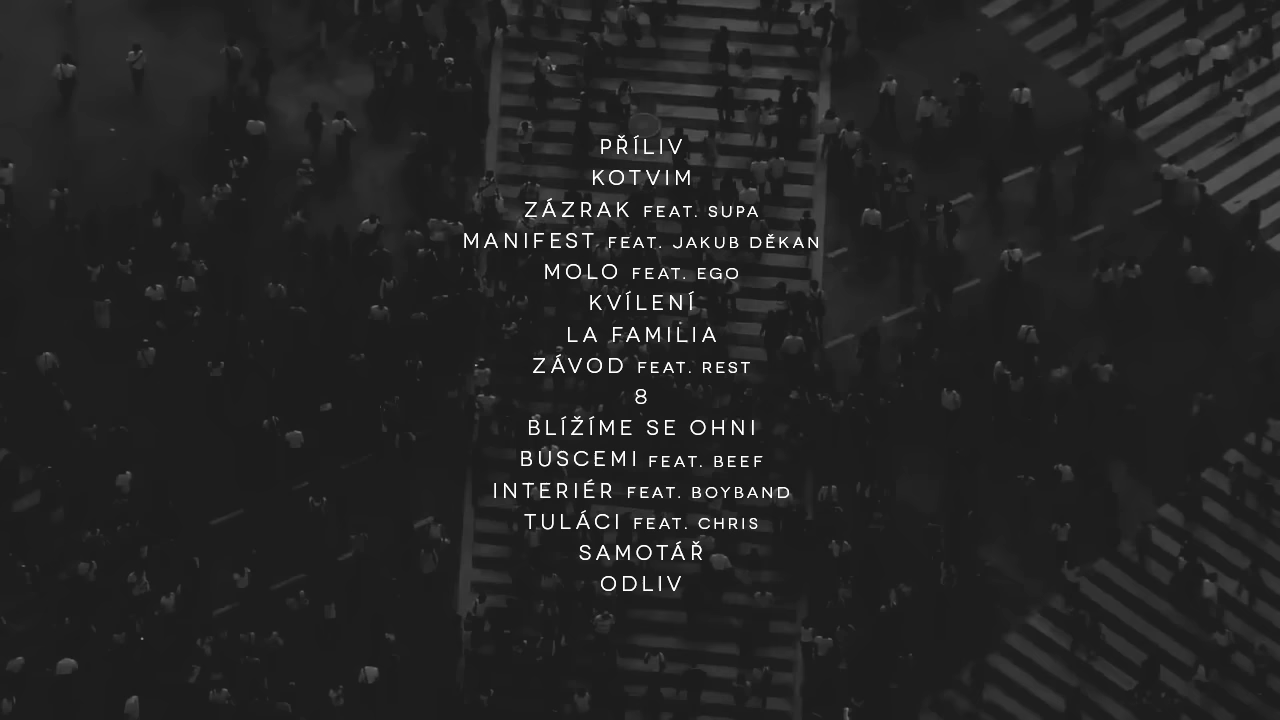 PŘÍLIV
KOTVIM
ZÁZRAK FEAT. SUPA
MANIFEST FEAT. JAKUB DĚKAN
MOLO FEAT. EGO
KVÍLENÍ
LA FAMILIA
ZÁVOD FEAT. REST
8
BLÍŽÍME SE OHNI
BUSCEMI FEAT. BEEF
INTERIÉR FEAT. BOYBAND
TULÁCI FEAT. CHRIS
SAMOTÁŘ
ODLIV